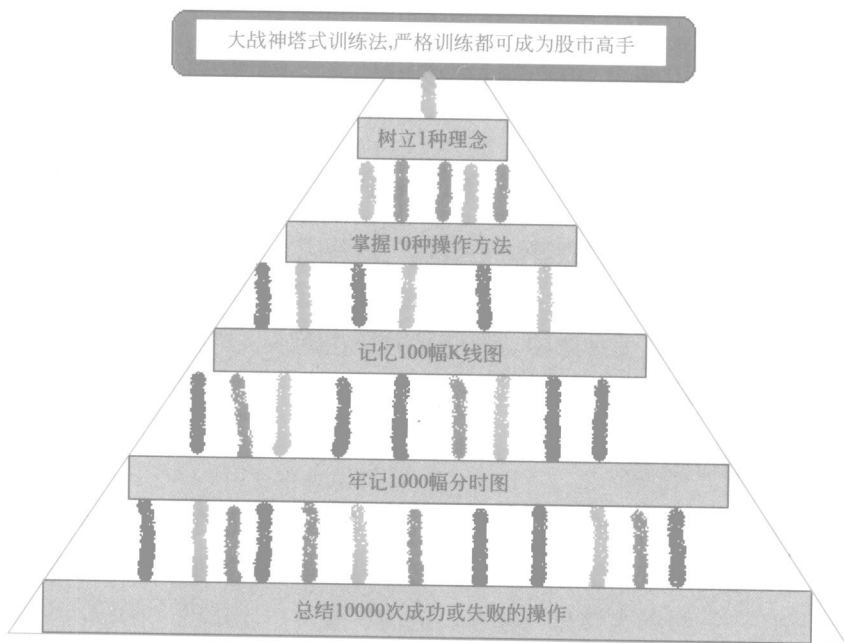 大战神塔式训练法,严格训练都可成为股市高手
树立1种理念
掌握10种操作方法
记忆100幅K线图
牢记1000幅分时图
总结10000次成功或失败的操作